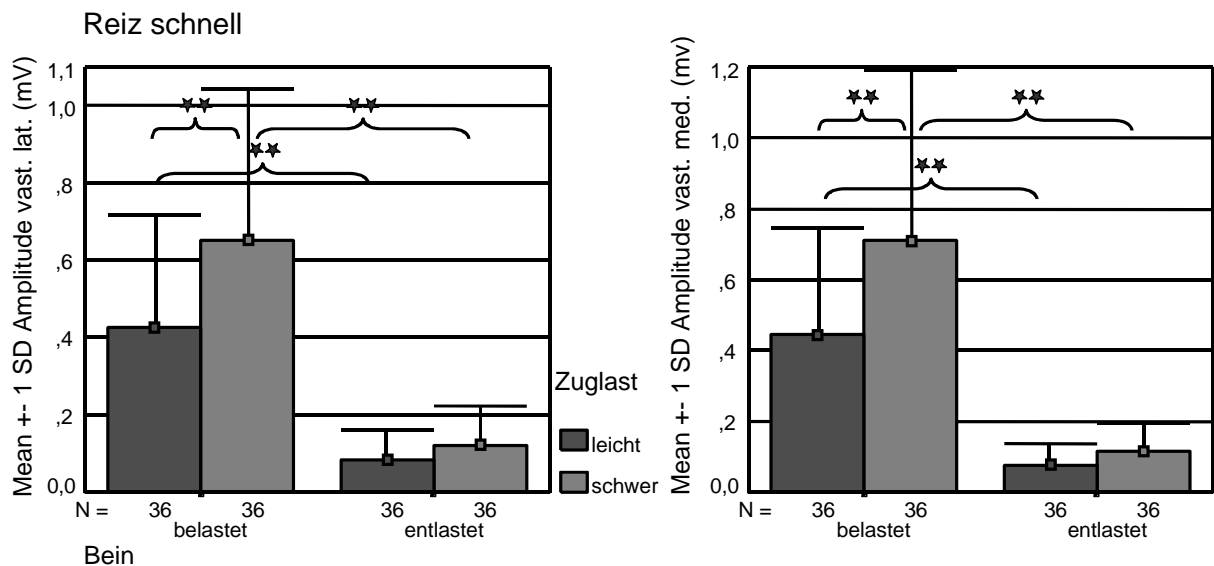 Reiz schnell
Mean +- 1 SD Amplitude vast. lat. (mV)
1,1
1,0
,8
,6
,4
,2
0,0
N =
36
36
36
36
belastet
entlastet
Bein
Zuglast
leicht
schwer
Mean +- 1 SD Amplitude vast. med. (mv)
1,2
1,0
,8
,6
,4
,2
0,0
N =
36
36
36
36
belastet
entlastet